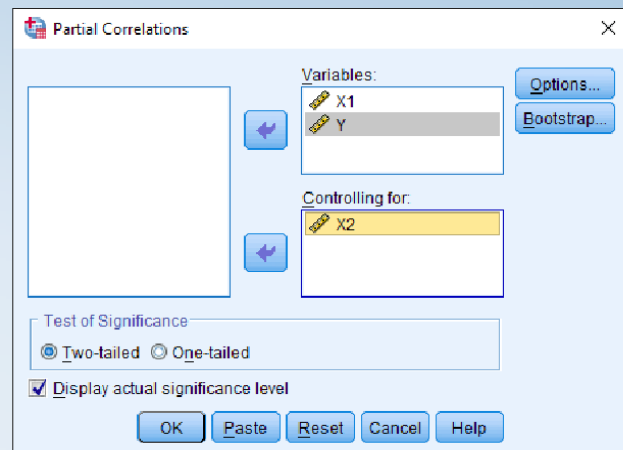 Partial Correlations
Variables:
X1
Y
Options...
Bootstrap...
Controlling for:
X2
Test of Significance
Two-tailed One-tailed
Display actual significance level
OK Paste Reset Cancel Help